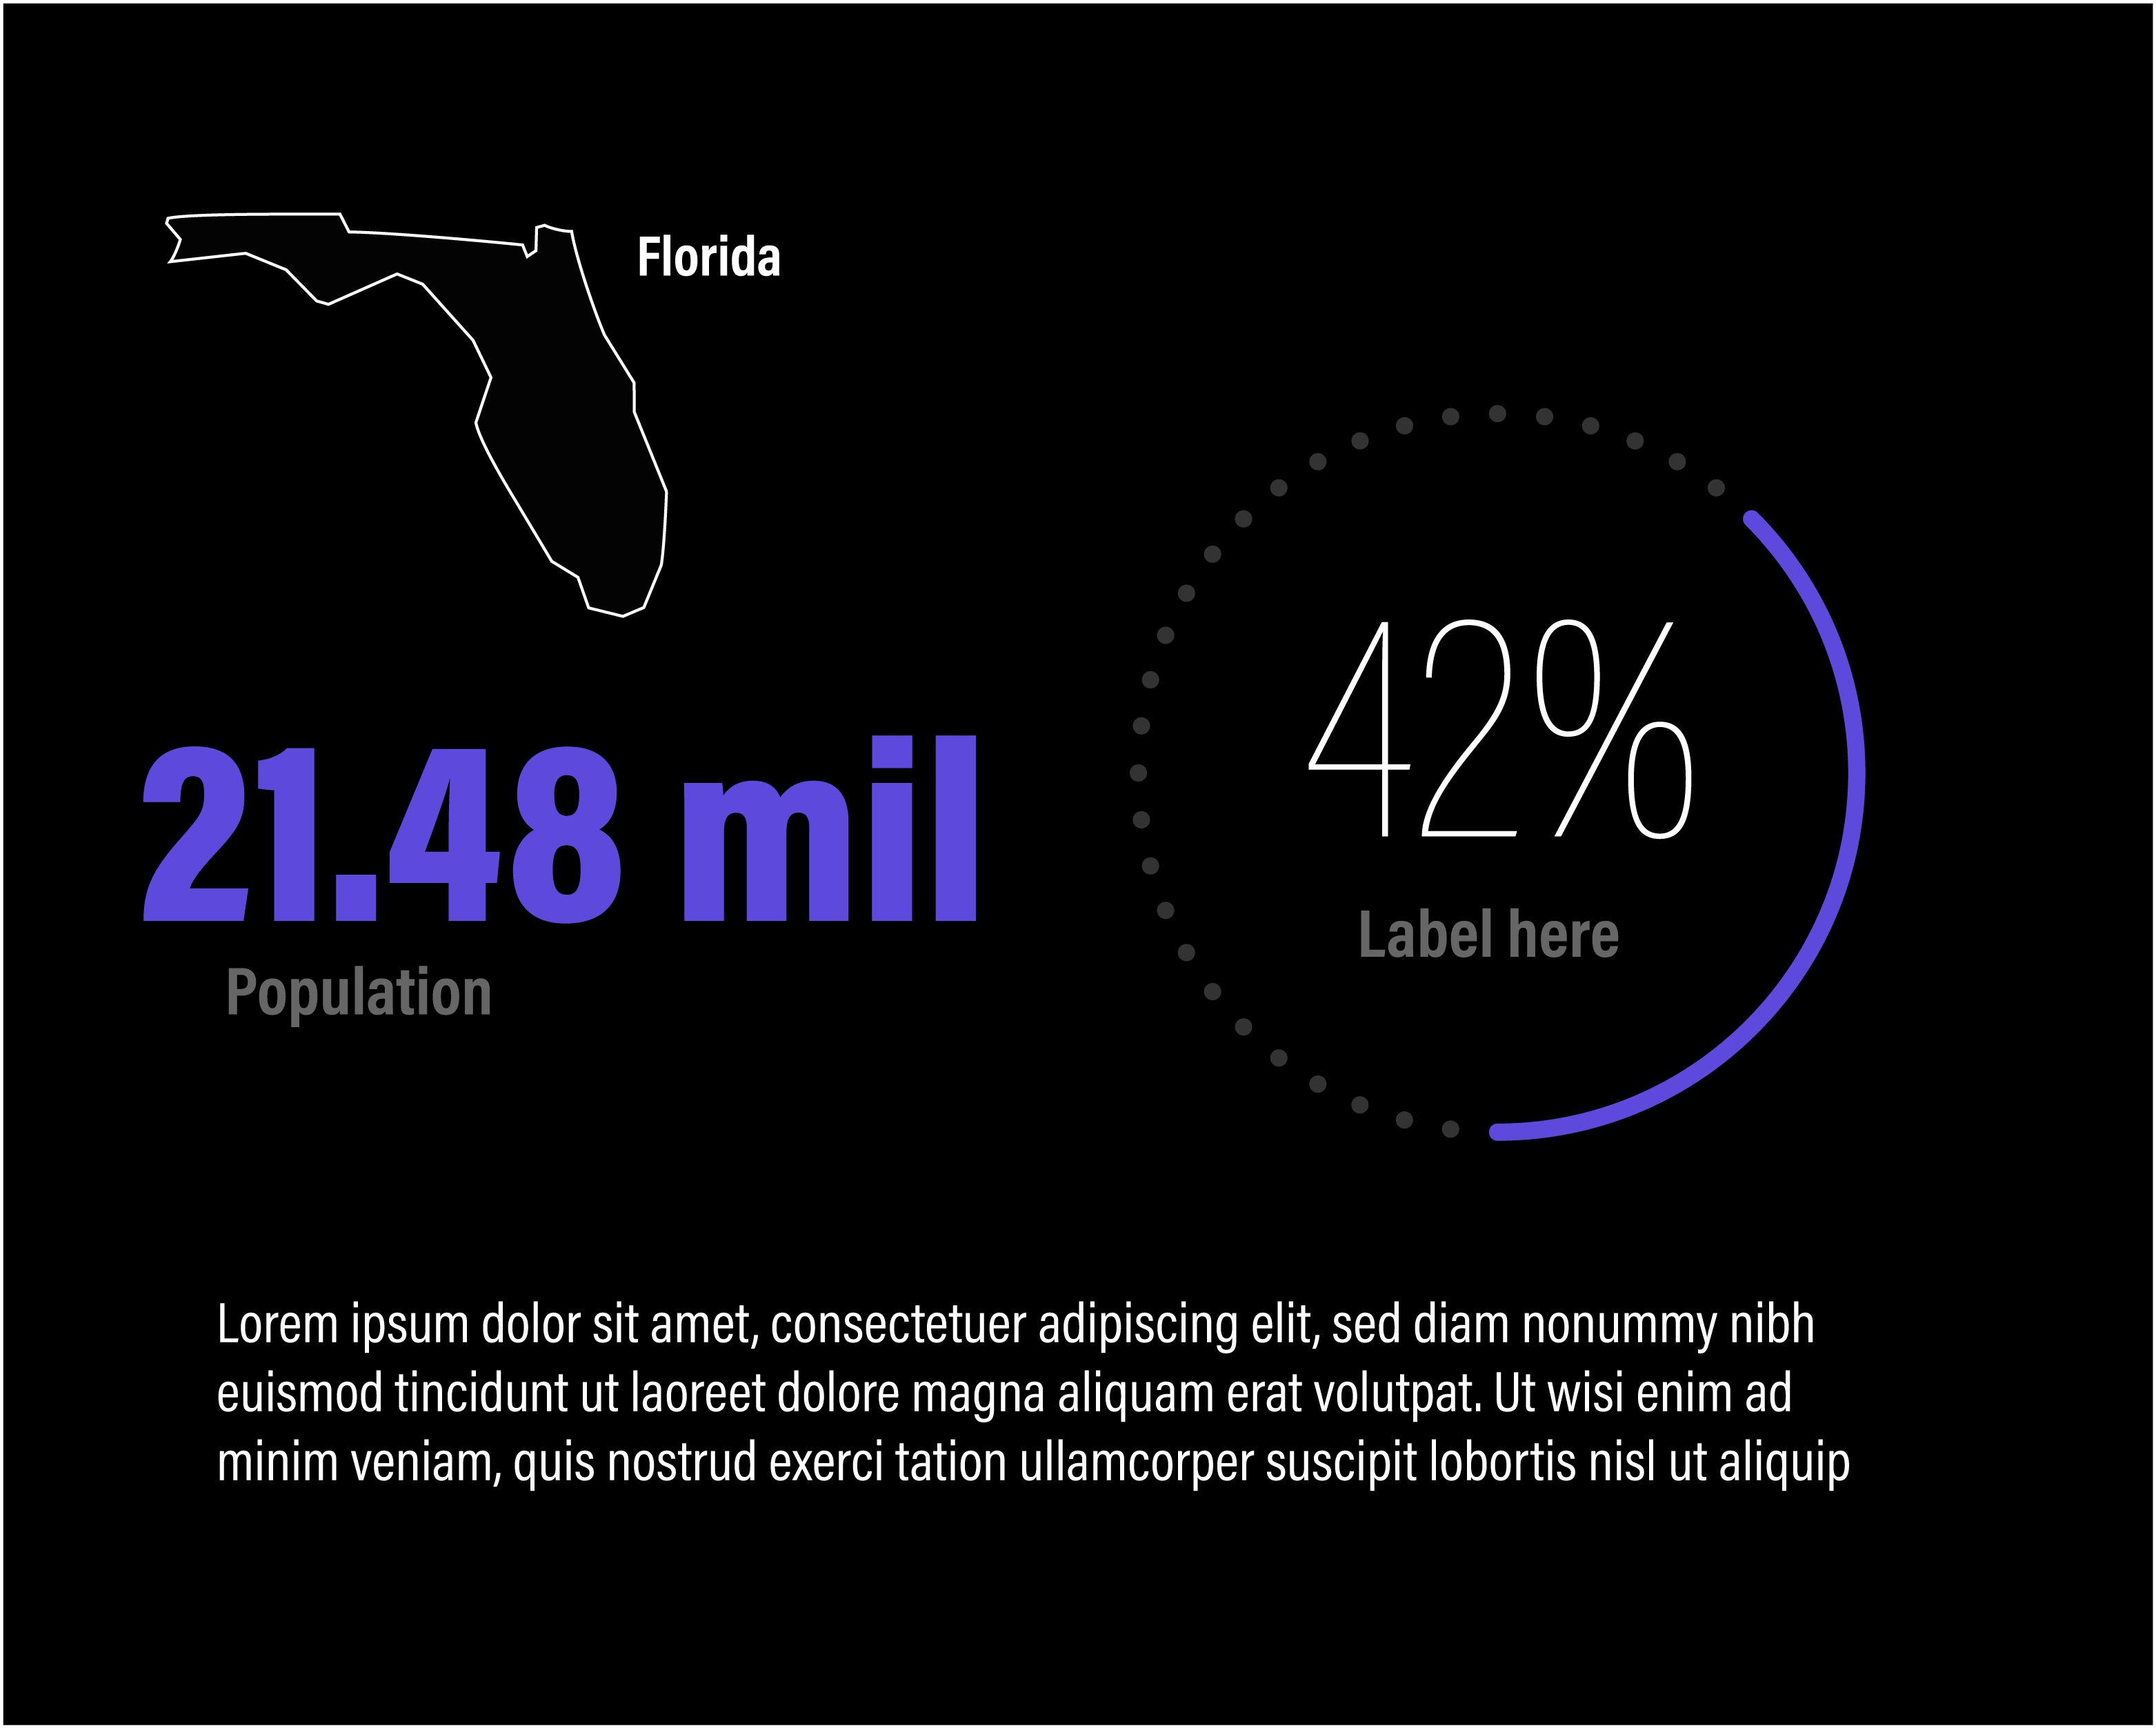 Florida
21.48 mil
Population
42%
Label here
Lorem ipsum dolor sit amet, consectetuer adipiscing elit, sed diam nonummy nibh
euismod tincidunt ut laoreet dolore magna aliquam erat volutpat. Ut wisi enim ad
minim veniam, quis nostrud exerci tation ullamcorper suscipit lobortis nisl ut aliquip